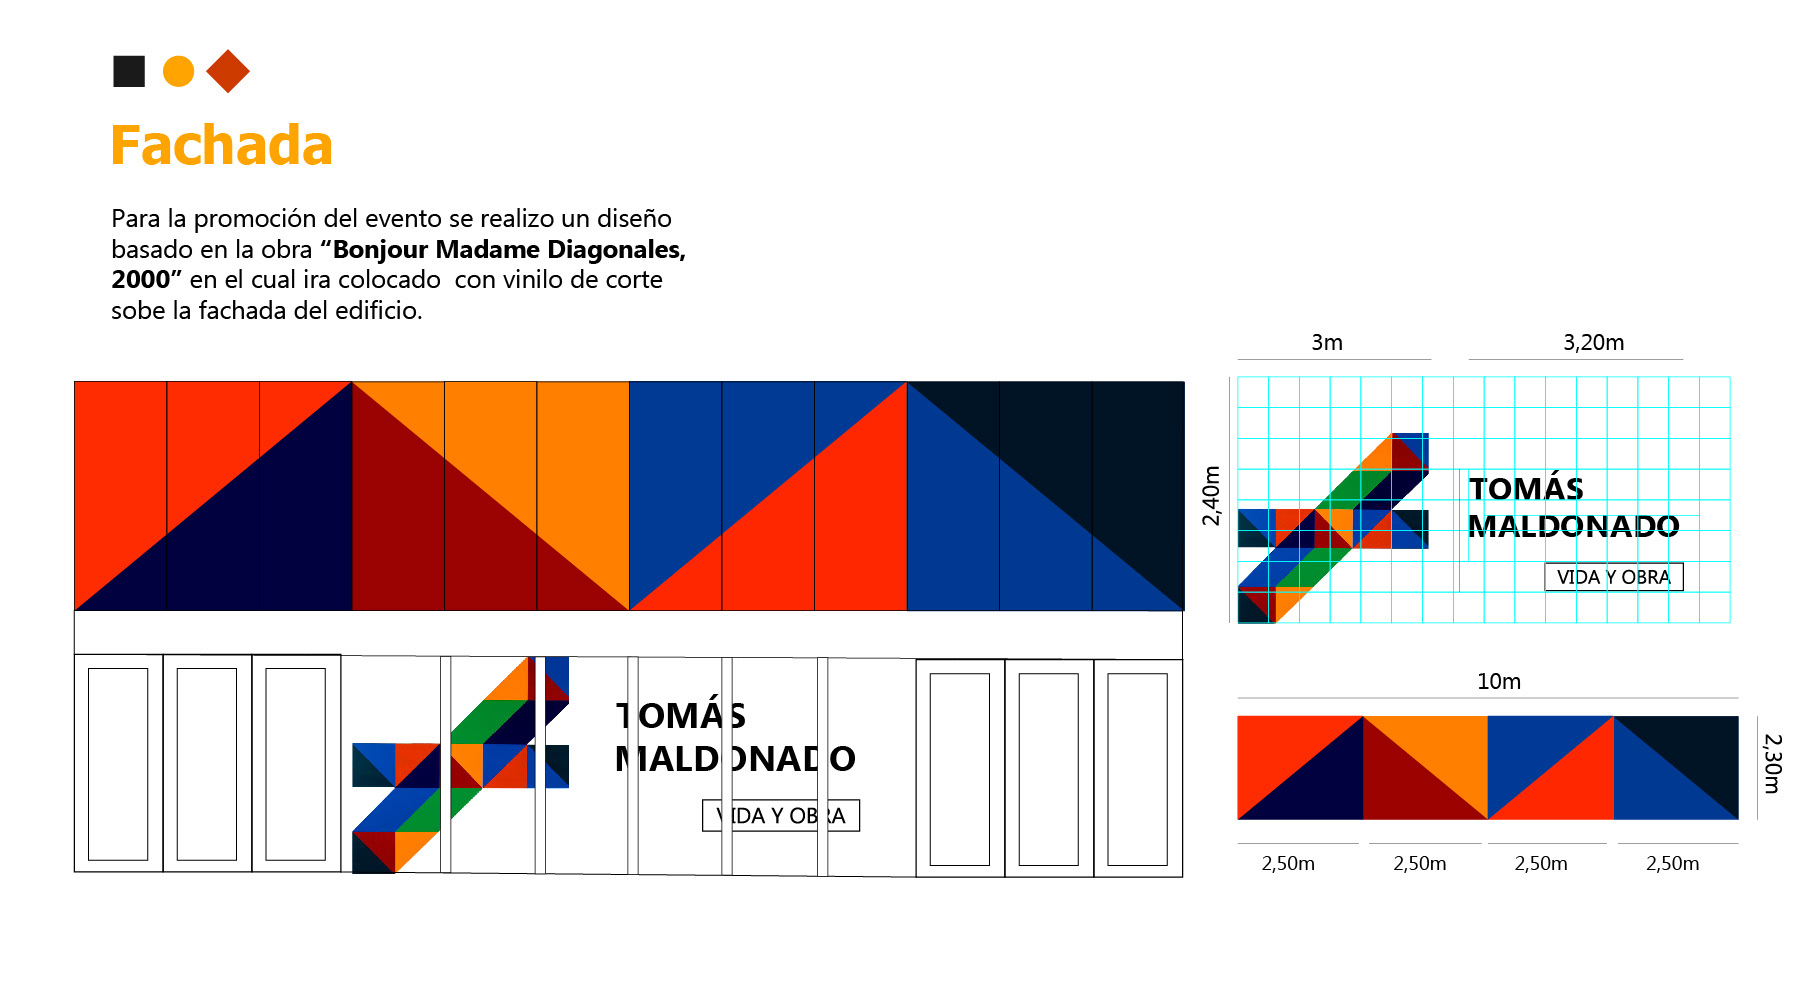 Fachada
Para la promoción del evento se realizo un diseño
basado en la obra “Bonjour Madame Diagonales,
2000” en el cual ira colocado  con vinilo de corte
sobe la fachada del edificio.
3m
3,20m
2,40m
TOMÁS
MALDONADO
VIDA Y OBRA
TOMÁS
MALDONADO
VIDA Y OBRA
10m
2,30m
2,50m
2,50m
2,50m
2,50m